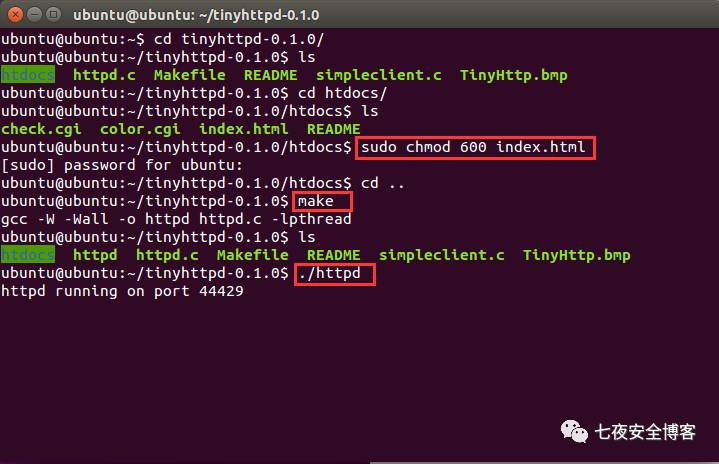 ubuntu@ubuntu: ~/tinyhttpd-0.1.0
ubuntu@ubuntu:~$ cd tinyhttpd-0.1.0/
ubuntu@ubuntu:~/tinyhttpd-0.1.0$ ls
htdocs  httpd.c  Makefile  README  simpleclient.c  TinyHttp.bmp
ubuntu@ubuntu:~/tinyhttpd-0.1.0$ cd htdocs/
ubuntu@ubuntu:~/tinyhttpd-0.1.0/htdocs$ ls
check.cgi  color.cgi  index.html  README
ubuntu@ubuntu:~/tinyhttpd-0.1.0/htdocs$ sudo chmod 600 index.html
[sudo] password for ubuntu:
ubuntu@ubuntu:~/tinyhttpd-0.1.0/htdocs$ cd ..
ubuntu@ubuntu:~/tinyhttpd-0.1.0$ make
gcc -W -Wall -o httpd httpd.c -lpthread
ubuntu@ubuntu:~/tinyhttpd-0.1.0$ ls
htdocs  httpd  httpd.c  Makefile  README  simpleclient.c  TinyHttp.bmp
ubuntu@ubuntu:~/tinyhttpd-0.1.0$ ./httpd
httpd running on port 44429
七夜安全博客